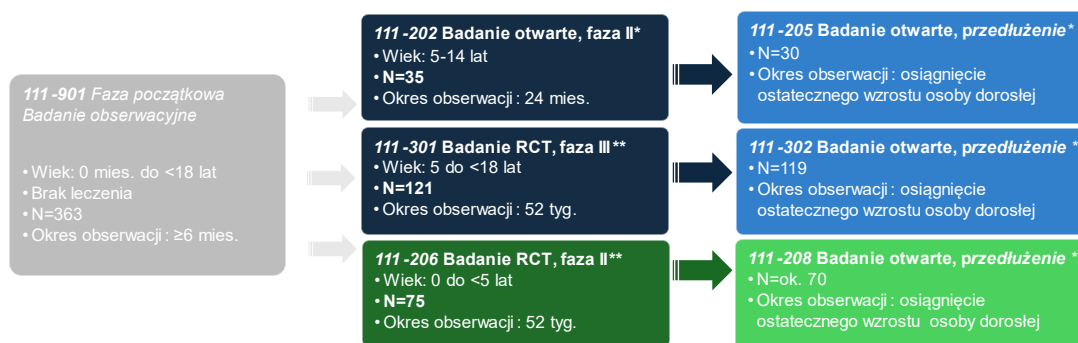 111-901 Faza początkowa
Badanie obserwacyjne
• Wiek: 0 mies. do <18 lat
• Brak leczenia
• N=363
• Okres obserwacji : ≥6 mies.
111-202 Badanie otwarte, faza II*
• Wiek: 5-14 lat
• N=35
• Okres obserwacji : 24 mies.
111-205 Badanie otwarte, przedłużenie*
• N=30
• Okres obserwacji : osiągnięcie
ostatecznego wzrostu osoby dorosłej
111-301 Badanie RCT, faza III**
• Wiek: 5 do <18 lat
• N=121
• Okres obserwacji : 52 tyg.
111-302 Badanie otwarte, przedłużenie *
• N=119
• Okres obserwacji : osiągnięcie
ostatecznego wzrostu osoby dorosłej
111-206 Badanie RCT, faza II**
• Wiek: 0 do <5 lat
• N=75
• Okres obserwacji : 52 tyg.
111-208 Badanie otwarte, przedłużenie *
• N=ok. 70
• Okres obserwacji : osiągnięcie
ostatecznego wzrostu osoby dorosłej